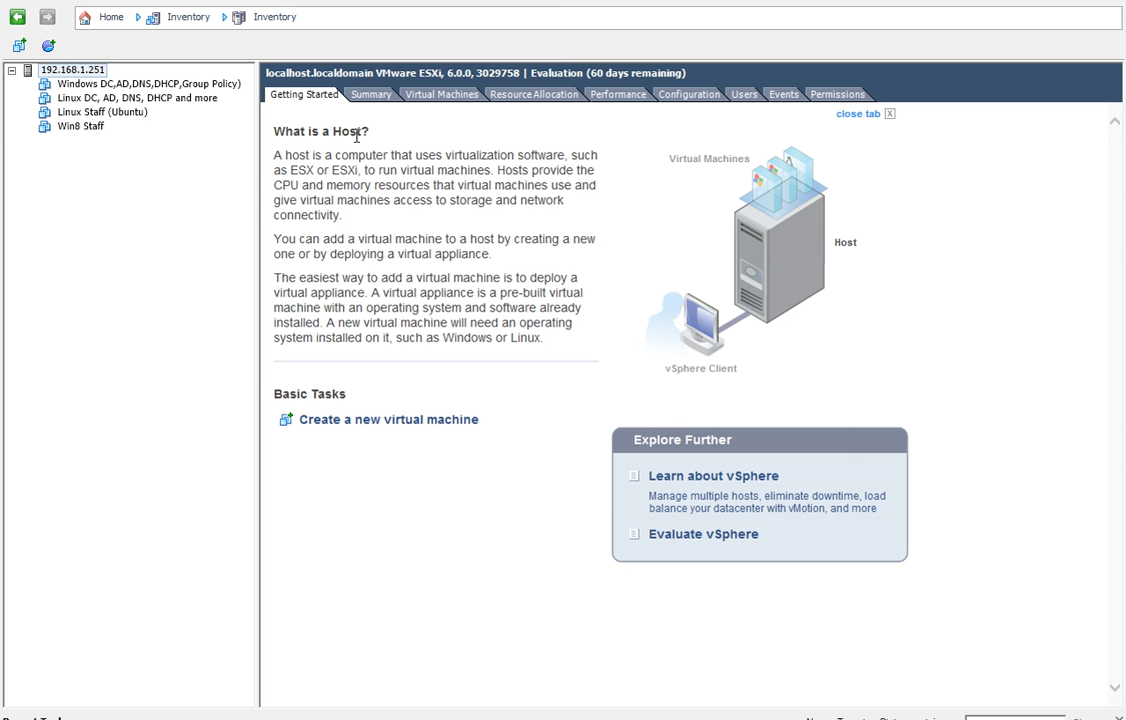 Home Inventory Inventory
192.168.1.251
Windows DC,AD,DNS,DHCP,Group Policy)
Linux DC, AD, DNS, DHCP and more
Linux Staff (Ubuntu)
Win8 Staff
localhost.localdomain VMware ESXi, 6.0.0, 3029758 | Evaluation (60 days remaining)
Getting Started Summary Virtual Machines Resource Allocation Performance Configuration Users Events Permissions
close tab X
What is a Host?
A host is a computer that uses virtualization software, such
as ESX or ESXi, to run virtual machines. Hosts provide the
CPU and memory resources that virtual machines use and
give virtual machines access to storage and network
connectivity.
You can add a virtual machine to a host by creating a new
one or by deploying a virtual appliance.
The easiest way to add a virtual machine is to deploy a
virtual appliance. A virtual appliance is a pre-built virtual
machine with an operating system and software already
installed. A new virtual machine will need an operating
system installed on it, such as Windows or Linux.
Basic Tasks
Create a new virtual machine
Virtual Machines
Host
vSphere Client
Explore Further
Learn about vSphere
Manage multiple hosts, eliminate downtime, load
balance your datacenter with vMotion, and more
Evaluate vSphere